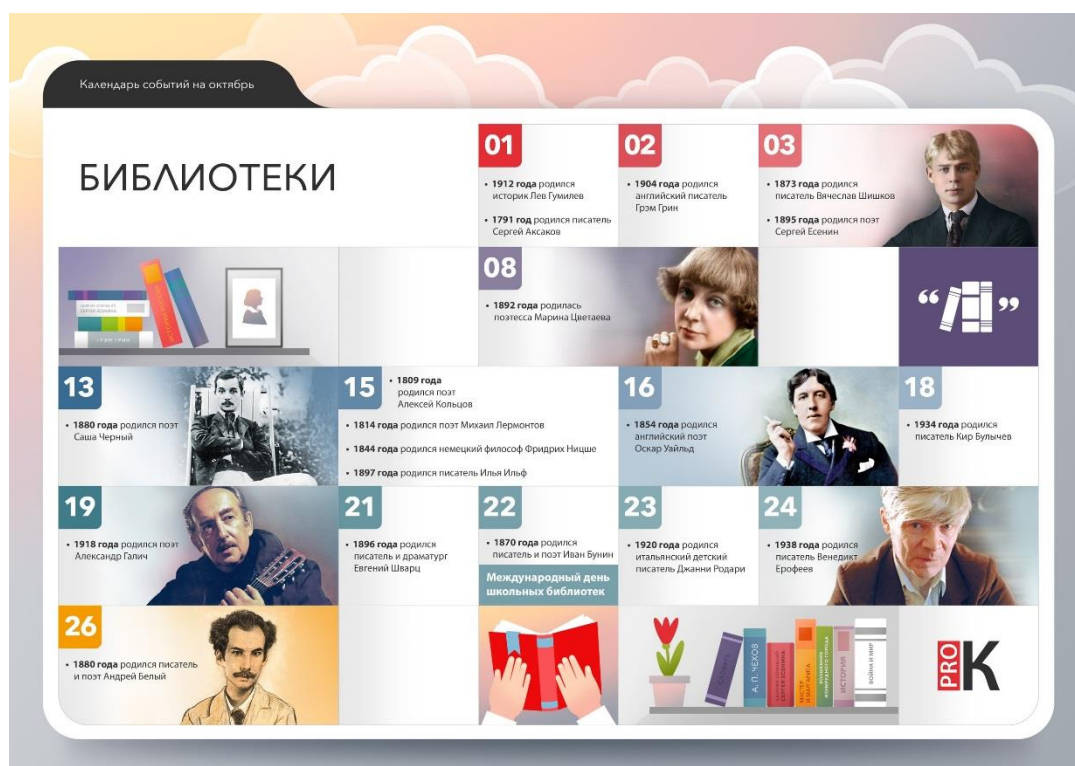 Календарь событий на октябрь
БИБЛИОТЕКИ
01
• 1912 года родился
историк Лев Гумилев
• 1791 год родился писатель
Сергей Аксаков
02
• 1904 года родился
английский писатель
Грэм Грин
03
• 1873 года родился
писатель Вячеслав Шишков
• 1895 года родился поэт
Сергей Есенин
08
• 1892 года родилась
поэтесса Марина Цветаева
“ ”
13
• 1880 года родился поэт
Саша Черный
15
• 1809 года
родился поэт
Алексей Кольцов
• 1814 года родился поэт Михаил Лермонтов
• 1844 года родился немецкий философ Фридрих Ницше
• 1897 года родился писатель Илья Ильф
16
• 1854 года родился
английский поэт
Оскар Уайльд
18
• 1934 года родился
писатель Кир Булычев
19
• 1918 года родился поэт
Александр Галич
21
• 1896 года родился
писатель и драматург
Евгений Шварц
22
• 1870 года родился
писатель и поэт Иван Бунин
Международный день
школьных библиотек
23
• 1920 года родился
итальянский детский
писатель Джанни Родари
24
• 1938 года родился
писатель Венедикт
Ерофеев
26
• 1880 года родился писатель
и поэт Андрей Белый
А. П. ЧЕХОВ
МАСТЕР
И МАРГАРИТА
ВОЛШЕБНИК
ИЗУМРУДНОГО ГОРОДА
ИСТОРИЯ
ВОЙНА И МИР
PRO К